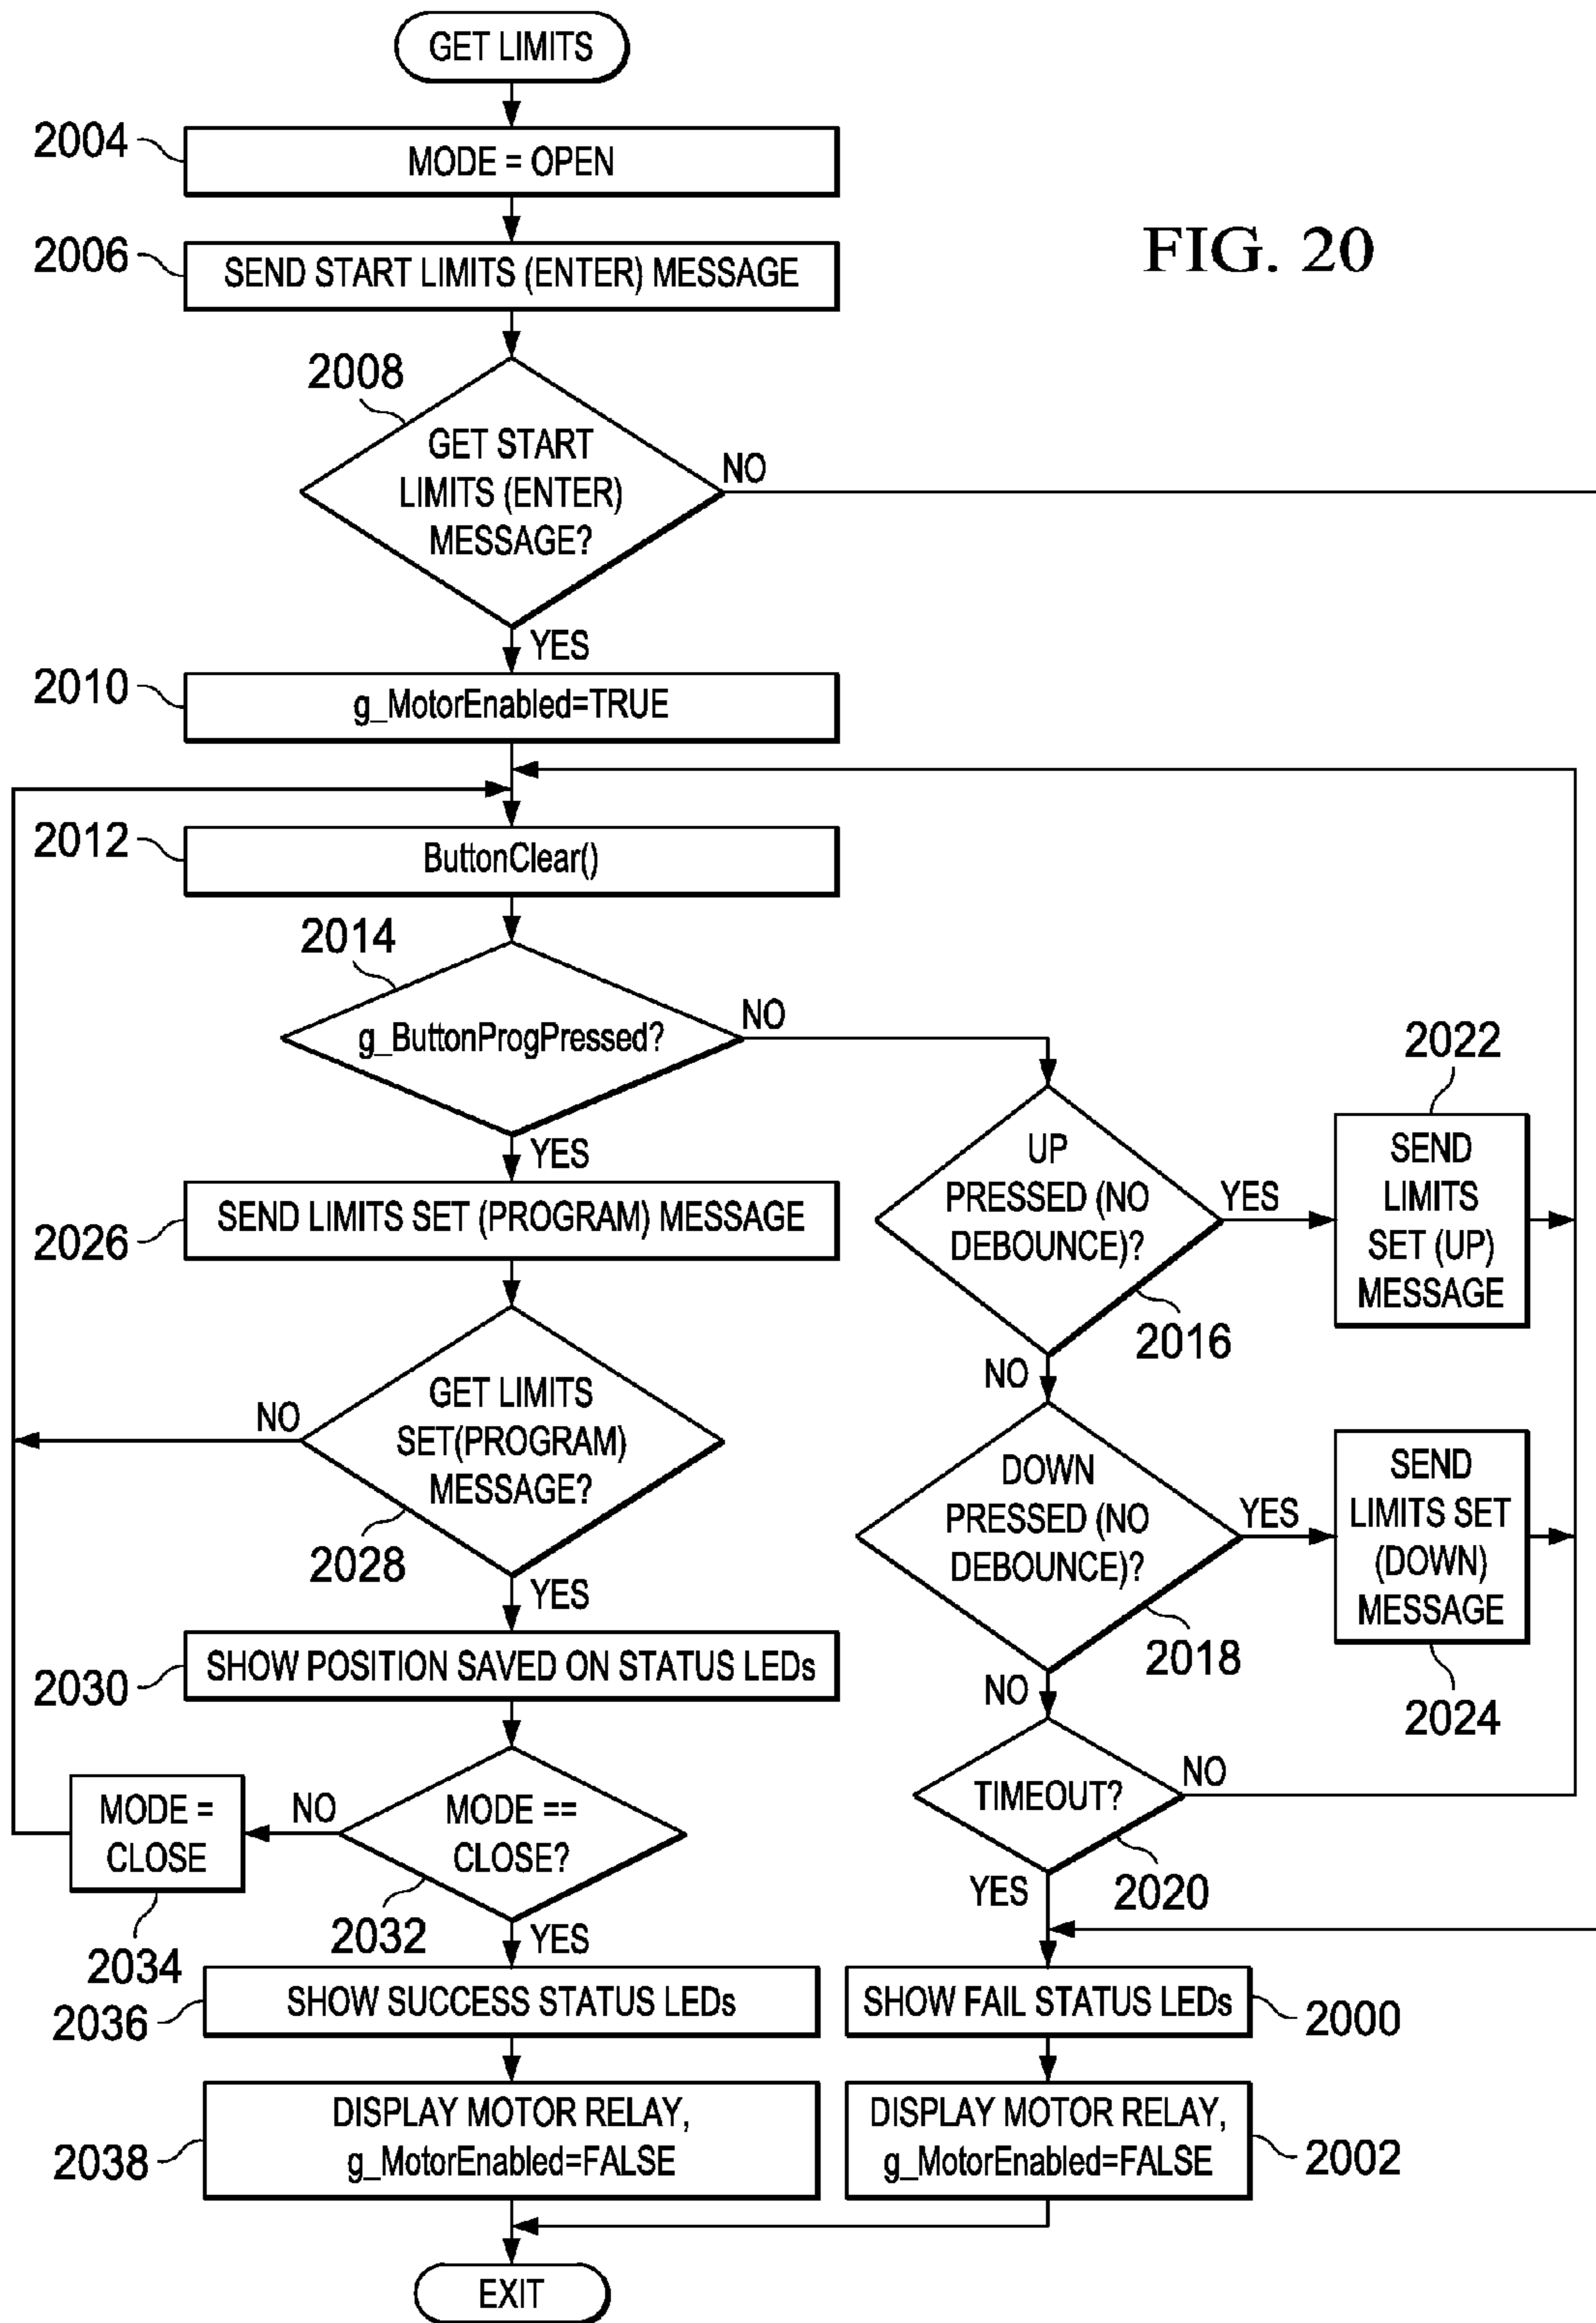 GET LIMITS
2004
MODE = OPEN
2006
SEND START LIMITS (ENTER) MESSAGE
FIG. 20
2008
GET START
LIMITS (ENTER)
MESSAGE?
NO
YES
2010
g_MotorEnabled=TRUE
2012
ButtonClear()
2014
g_ButtonProgPressed?
NO
YES
2026
SEND LIMITS SET (PROGRAM) MESSAGE
UP
PRESSED (NO
DEBOUNCE)?
2016
YES
NO
2022
SEND
LIMITS
SET (UP)
MESSAGE
GET LIMITS
SET(PROGRAM)
MESSAGE?
NO
2028
YES
DOWN
PRESSED (NO
DEBOUNCE)?
YES
2018
NO
SEND
LIMITS SET
(DOWN)
MESSAGE
2024
2030
SHOW POSITION SAVED ON STATUS LEDs
MODE =
CLOSE
2034
NO
MODE ==
CLOSE?
2032
YES
TIMEOUT?
NO
2020
YES
2036
SHOW SUCCESS STATUS LEDs
SHOW FAIL STATUS LEDs
2000
2038
DISPLAY MOTOR RELAY,
g_MotorEnabled=FALSE
DISPLAY MOTOR RELAY,
g_MotorEnabled=FALSE
2002
EXIT